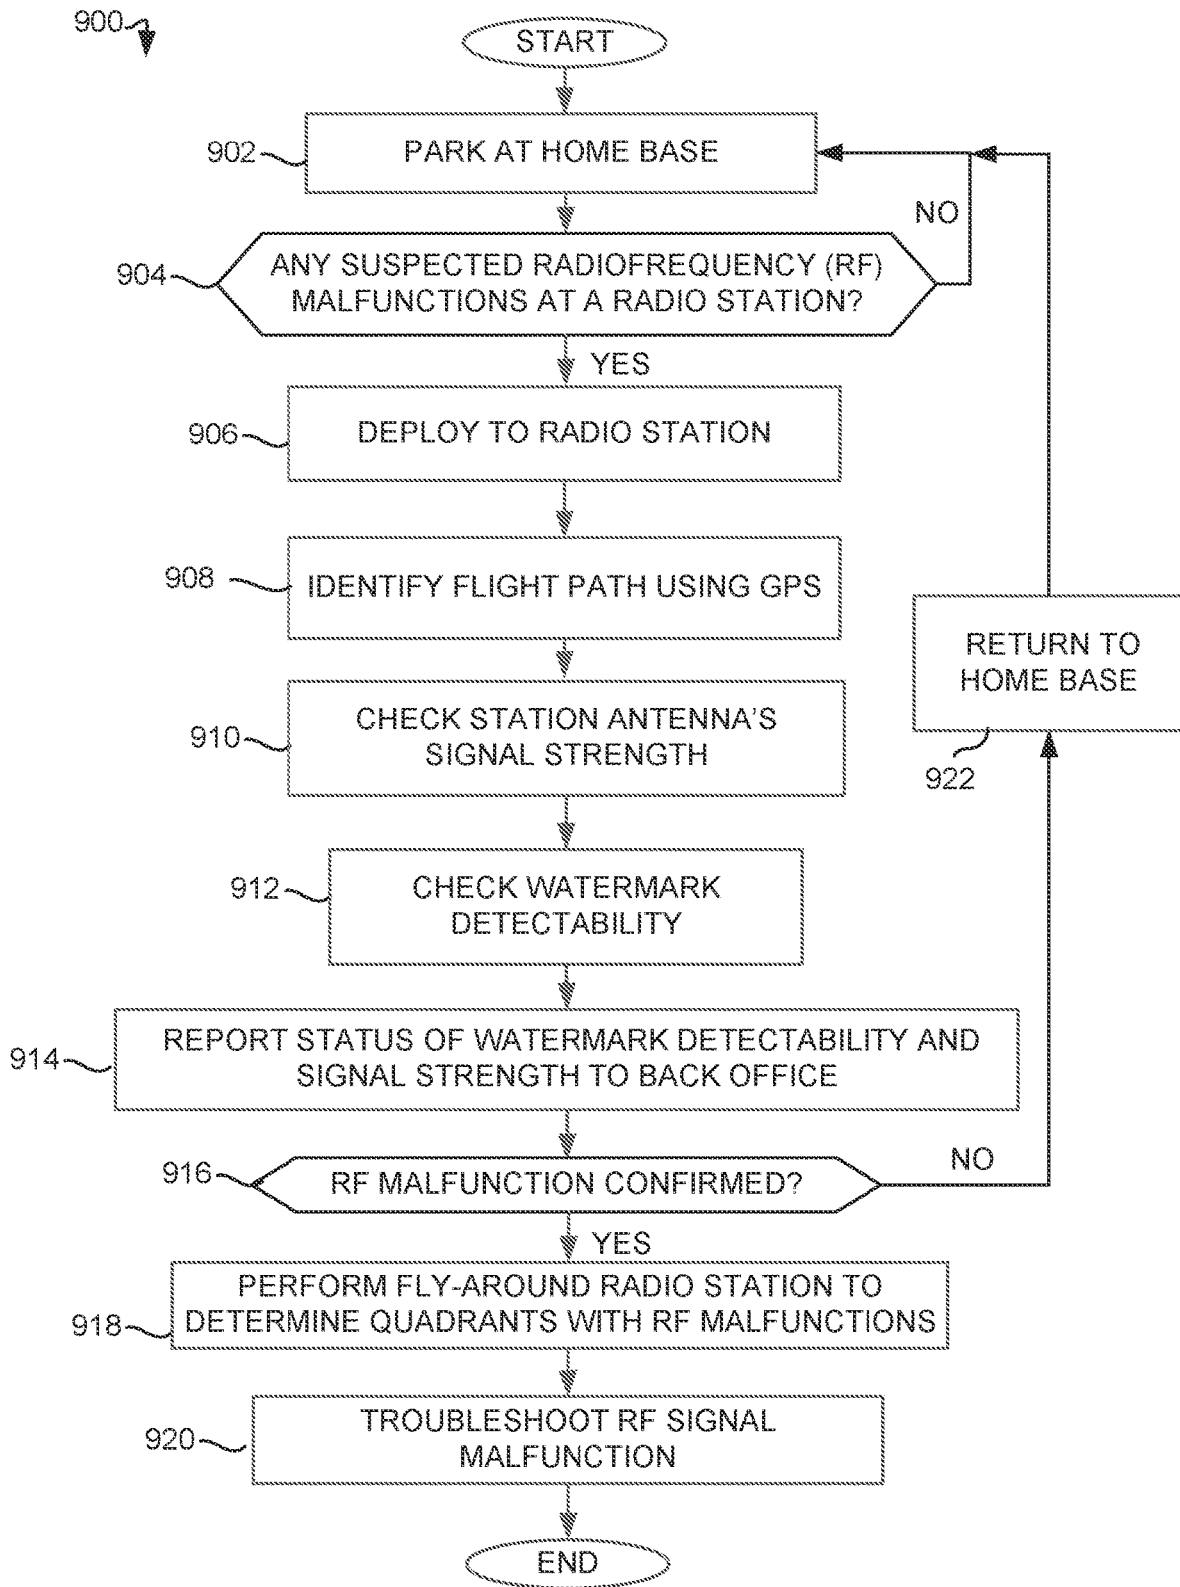 900
START
902
PARK AT HOME BASE
NO
904
ANY SUSPECTED RADIOFREQUENCY (RF)
MALFUNCTIONS AT A RADIO STATION?
YES
906
DEPLOY TO RADIO STATION
908
IDENTIFY FLIGHT PATH USING GPS
RETURN TO
HOME BASE
922
910
CHECK STATION ANTENNA'S
SIGNAL STRENGTH
912
CHECK WATERMARK
DETECTABILITY
914
REPORT STATUS OF WATERMARK DETECTABILITY AND
SIGNAL STRENGTH TO BACK OFFICE
916
RF MALFUNCTION CONFIRMED?
NO
YES
918
PERFORM FLY-AROUND RADIO STATION TO
DETERMINE QUADRANTS WITH RF MALFUNCTIONS
920
TROUBLESHOOT RF SIGNAL
MALFUNCTION
END